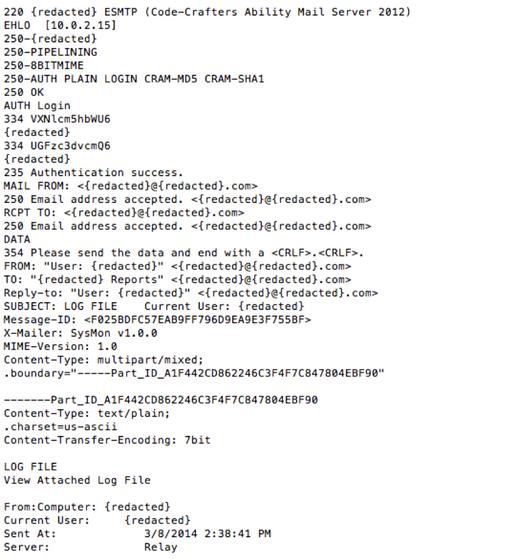 220 {redacted} ESMTP (Code-Crafters Ability Mail Server 2012)
EHLO  [10.0.2.15]
250-{redacted}
250-PIPELINING
250-8BITMIME
250-AUTH PLAIN LOGIN CRAM-MD5 CRAM-SHA1
250 OK
AUTH Login
334 VXNlcm5hbWU6
{redacted}
334 UGFzc3dvcmQ6
{redacted}
235 Authentication success.
MAIL FROM: <{redacted}@{redacted}.com>
250 Email address accepted. <{redacted}@{redacted}.com>
RCPT TO: <{redacted}@{redacted}.com>
250 Email address accepted. <{redacted}@{redacted}.com>
DATA
354 Please send the data and end with a <CRLF>.<CRLF>.
FROM: "User: {redacted}" <{redacted}@{redacted}.com>
TO: "{redacted} Reports" <{redacted}@{redacted}.com>
Reply-to: "User: {redacted}" <{redacted}@{redacted}.com>
SUBJECT: LOG FILE    Current User: {redacted}
Message-ID: <F025BDFC57EAB9FF796D9EA9E3F755BF>
X-Mailer: SysMon v1.0.0
MIME-Version: 1.0
Content-Type: multipart/mixed;
.boundary="-----Part_ID_A1F442CD862246C3F4F7C847804EBF90"

-------Part_ID_A1F442CD862246C3F4F7C847804EBF90
Content-Type: text/plain;
.charset=us-ascii
Content-Transfer-Encoding: 7bit

LOG FILE
View Attached Log File

From:Computer: {redacted}
Current User:     {redacted}
Sent At:          3/8/2014 2:38:41 PM
Server:           Relay